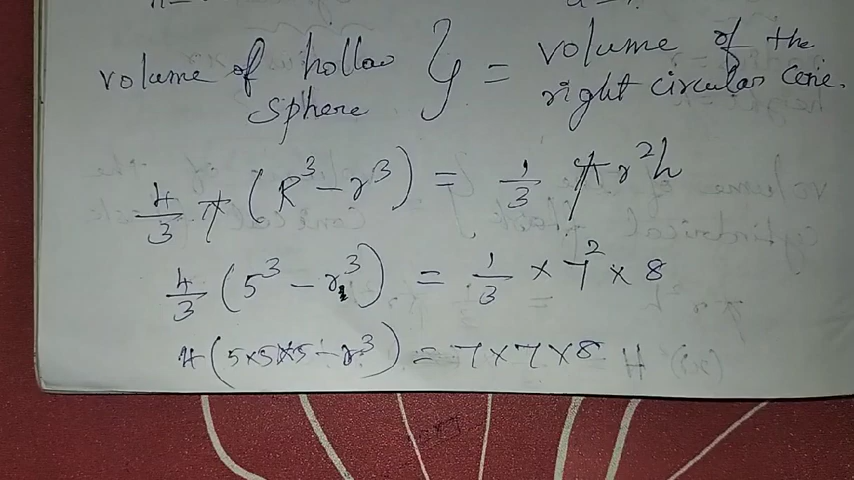 volume of hollow } = volume of the
sphere right circular cone.
4/3 π (R³ - r³) = 1/3 π r²h
4/3 (5³ - r³) = 1/3 × 7² × 8
4(5×5×5 - r³) = 7×7×8